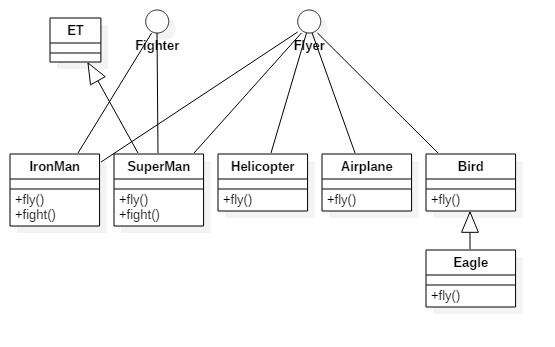 ET
Fighter
Flyer
IronMan
+fly()
+fight()
SuperMan
+fly()
+fight()
Helicopter
+fly()
Airplane
+fly()
Bird
+fly()
Eagle
+fly()